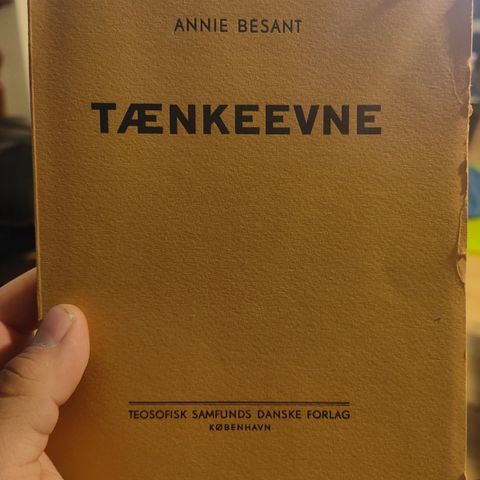 ANNIE BESANT
TÆNKEEVNE
TEOSOFISK SAMFUNDS DANSKE FORLAG
KØBENHAVN